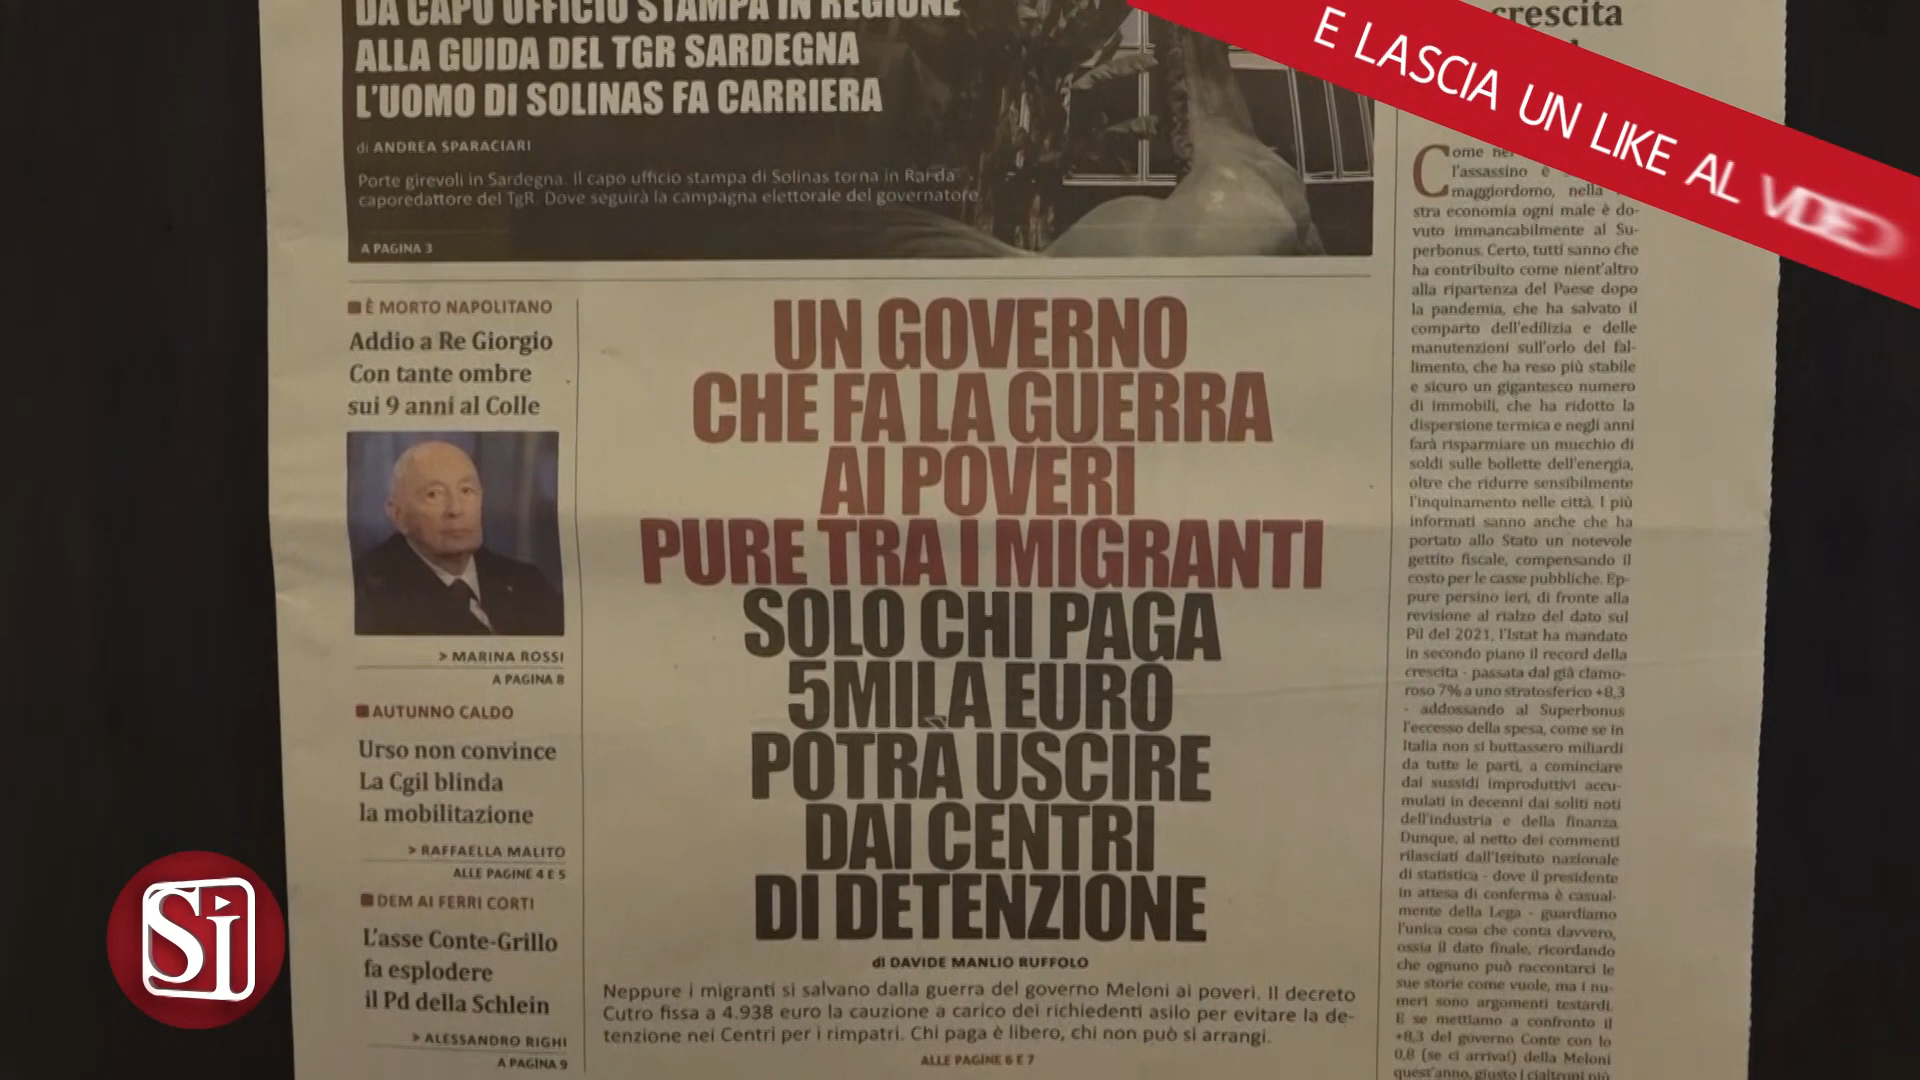 DA CAPO UFFICIO STAMPA IN REGIONE
ALLA GUIDA DEL TGR SARDEGNA
L'UOMO DI SOLINAS FA CARRIERA
di ANDREA SPARACIARI
Porte girevoli in Sardegna. Il capo ufficio stampa di Solinas torna in Rai da
caporedattore del TgR. Dove seguirà la campagna elettorale del governatore.
A PAGINA 3
È MORTO NAPOLITANO
Addio a Re Giorgio
Con tante ombre
sui 9 anni al Colle
> MARINA ROSSI
A PAGINA 8
AUTUNNO CALDO
Urso non convince
La Cgil blinda
la mobilitazione
> RAFFAELLA MALITO
ALLE PAGINE 4 E 5
DEM AI FERRI CORTI
L'asse Conte-Grillo
fa esplodere
il Pd della Schlein
> ALESSANDRO RIGHI
A PAGINA 9
UN GOVERNO
CHE FA LA GUERRA
AI POVERI
PURE TRA I MIGRANTI
SOLO CHI PAGA
5MILA EURO
POTRÀ USCIRE
DAI CENTRI
DI DETENZIONE
di DAVIDE MANLIO RUFFOLO
Neppure i migranti si salvano dalla guerra del governo Meloni ai poveri. Il decreto
Cutro fissa a 4.938 euro la cauzione a carico dei richiedenti asilo per evitare la de-
tenzione nei Centri per i rimpatri. Chi paga è libero, chi non può si arrangi.
ALLE PAGINE 6 E 7
crescita
Come nei
l'assassino è
maggiordomo, nella
stra economia ogni male è do-
vuto immancabilmente al Su-
perbonus. Certo, tutti sanno che
ha contribuito come nient'altro
alla ripartenza del Paese dopo
la pandemia, che ha salvato il
comparto dell'edilizia e delle
manutenzioni sull'orlo del fal-
limento, che ha reso più stabile
e sicuro un gigantesco numero
di immobili, che ha ridotto la
dispersione termica e negli anni
farà risparmiare un mucchio di
soldi sulle bollette dell'energia,
oltre che ridurre sensibilmente
l'inquinamento nelle città. I più
informati sanno anche che ha
portato allo Stato un notevole
gettito fiscale, compensando il
costo per le casse pubbliche. Ep-
pure persino ieri, di fronte alla
revisione al rialzo del dato sul
Pil del 2021, l'Istat ha mandato
in secondo piano il record della
crescita - passata dal già clamo-
roso 7% a uno stratosferico +8,3
- addossando al Superbonus
l'eccesso della spesa, come se in
Italia non si buttassero miliardi
da tutte le parti, a cominciare
dai sussidi improduttivi accu-
mulati in decenni dai soliti noti
dell'industria e della finanza.
Dunque, al netto dei commenti
rilasciati dall'Istituto nazionale
di statistica - dove il presidente
in attesa di conferma è casual-
mente della Lega - guardiamo
l'unica cosa che conta davvero,
ossia il dato finale, ricordando
che ognuno può raccontarci le
sue storie come vuole, ma i nu-
meri sono argomenti testardi.
E se mettiamo a confronto il
+8,3 del governo Conte con lo
0,8 (se ci arriva!) della Meloni
quest'anno, giusto i cialtroni più
E LASCIA UN LIKE AL VIDEO
Si